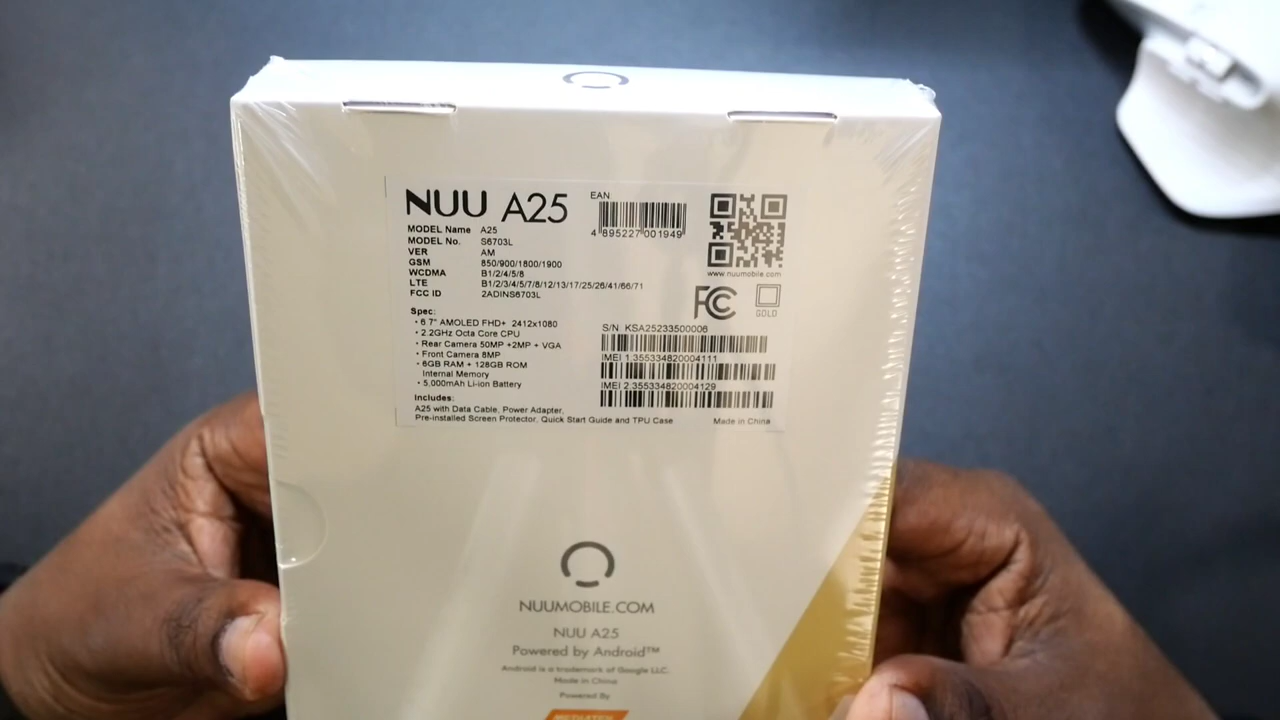 NUU A25
EAN
4 895227 001949
MODEL Name A25
MODEL No. S6703L
VER AM
GSM 850/900/1800/1900
WCDMA B1/2/4/5/8
LTE B1/2/3/4/5/7/8/12/13/17/25/26/41/66/71
FCC ID 2ADINS6703L
www.nuumobile.com
FC
GOLD
Spec:
• 6 7" AMOLED FHD+ 2412x1080
• 2.2GHz Octa Core CPU
• Rear Camera 50MP +2MP + VGA
• Front Camera 8MP
• 6GB RAM + 128GB ROM
Internal Memory
• 5,000mAh Li-ion Battery
S/N KSA25233500006
IMEI 1.355334820004111
IMEI 2.355334820004129
Includes:
A25 with Data Cable, Power Adapter,
Pre-installed Screen Protector, Quick Start Guide and TPU Case
Made in China
NUUMOBILE.COM
NUU A25
Powered by Android™
Android is a trademark of Google LLC.
Made in China
Powered By
MEDIATEK